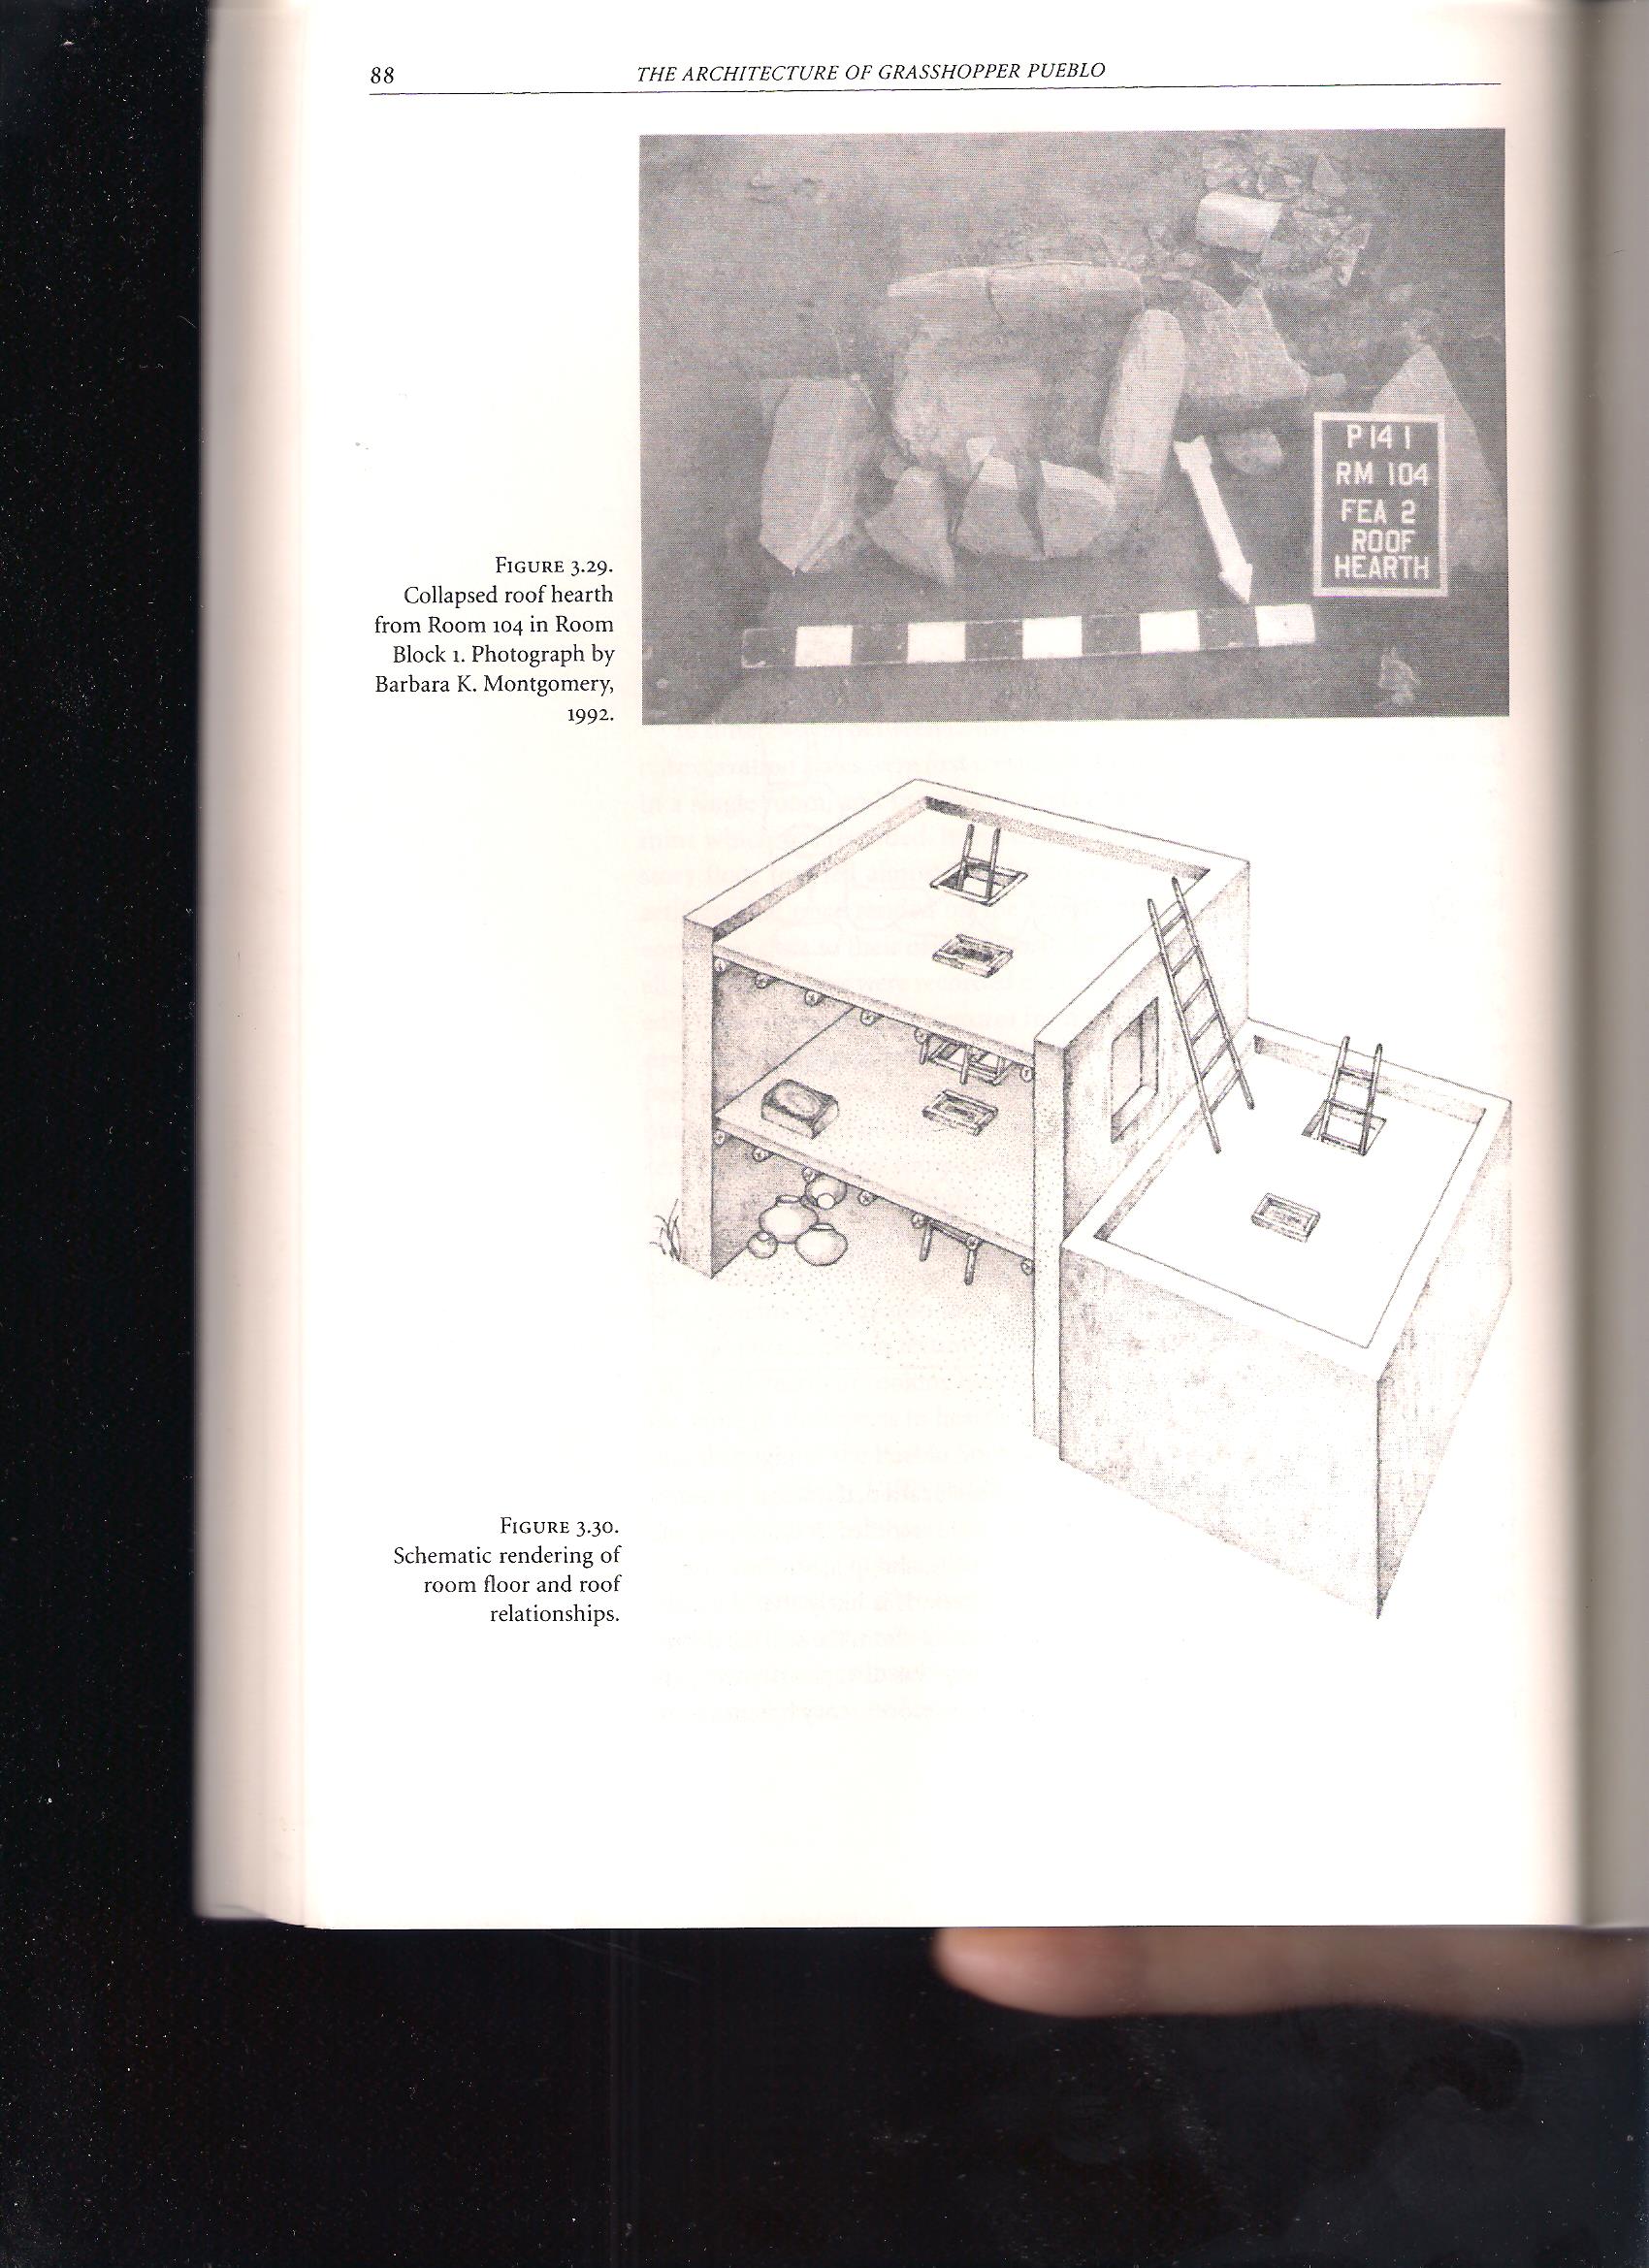 88
THE ARCHITECTURE OF GRASSHOPPER PUEBLO
P 14 1
RM 104
FEA 2
ROOF
HEARTH
FIGURE 3.29.
Collapsed roof hearth
from Room 104 in Room
Block 1. Photograph by
Barbara K. Montgomery,
1992.
FIGURE 3.30.
Schematic rendering of
room floor and roof
relationships.